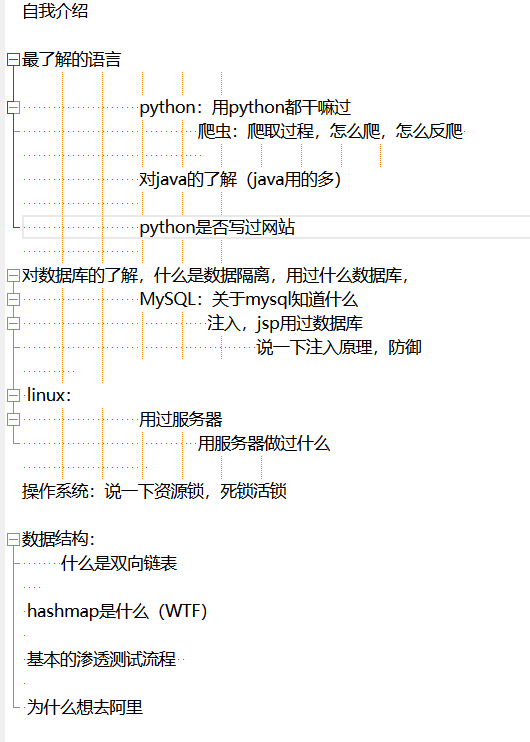 自我介绍
最了解的语言
python：用python都干嘛过
爬虫：爬取过程，怎么爬，怎么反爬
对java的了解（java用的多）
python是否写过网站
对数据库的了解，什么是数据隔离，用过什么数据库，
MySQL：关于mysql知道什么
注入，jsp用过数据库
说一下注入原理，防御
linux：
用过服务器
用服务器做过什么
操作系统：说一下资源锁，死锁活锁
数据结构：
什么是双向链表
hashmap是什么（WTF）
基本的渗透测试流程
为什么想去阿里